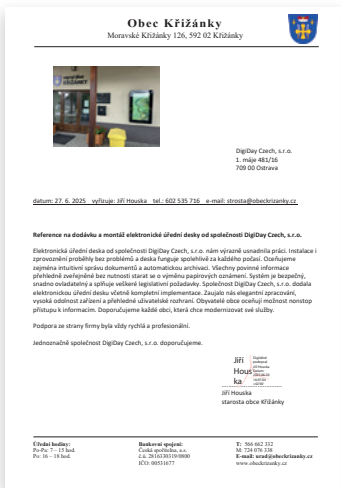 Obec Křižánky
Moravské Křižánky 126, 592 02 Křižánky
DigiDay Czech, s.r.o.
1. máje 481/16
709 00 Ostrava
datum: 27. 6. 2025 vyřizuje: Jiří Houska tel.: 602 535 716 e-mail: strosta@obeckrizanky.cz
Reference na dodávku a montáž elektronické úřední desky od společnosti DigiDay Czech, s.r.o.
Elektronická úřední deska od společnosti DigiDay Czech, s.r.o. nám výrazně usnadnila práci. Instalace i
zprovoznění proběhly bez problémů a deska funguje spolehlivě za každého počasí. Oceňujeme
zejména intuitivní správu dokumentů a automatickou archivaci. Všechny povinné informace
přehledně zveřejněné bez nutnosti starat se o výměnu papírových oznámení. Systém je bezpečný,
snadno ovladatelný a splňuje veškeré legislativní požadavky. Společnost DigiDay Czech, s.r.o. dodala
elektronickou úřední desku včetně kompletní implementace. Zaujalo nás elegantní zpracování,
vysoká odolnost zařízení a přehledné uživatelské rozhraní. Obyvatelé obce oceňují možnost nonstop
přístupu k informacím. Doporučujeme každé obci, která chce modernizovat své služby.
Podpora ze strany firmy byla vždy rychlá a profesionální.
Jednoznačně společnost DigiDay Czech, s.r.o. doporučujeme.
Jiří
Hous
ka
Jiří Houska
starosta obce Křižánky
Úřední hodiny:
Po-Pa: 7 – 15 hod.
Po: 16 – 18 hod.
Bankovní spojení:
Česká spořitelna, a.s.
č.ú. 2816330319/0800
IČO: 00531677
T: 566 662 332
M: 724 076 338
E-mail: urad@obeckrizanky.cz
www.obeckrizanky.cz